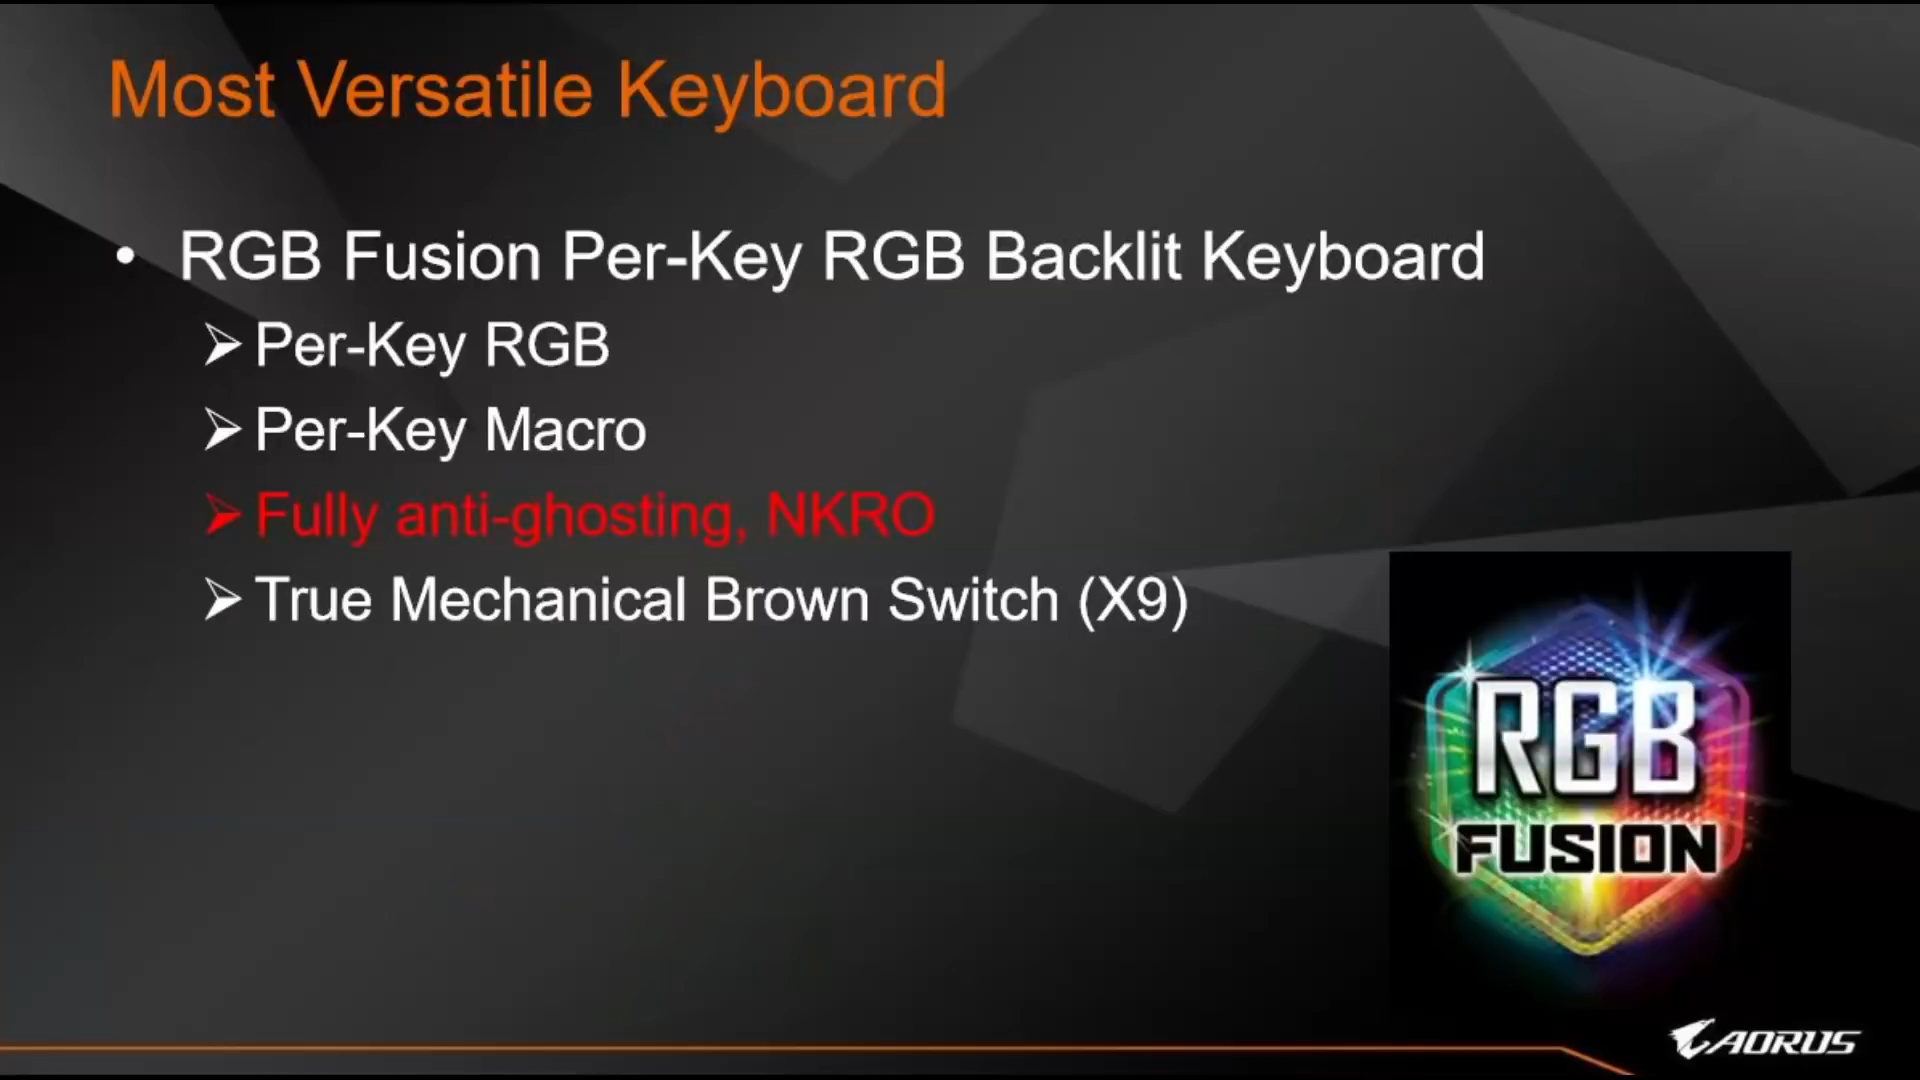 Most Versatile Keyboard
• RGB Fusion Per-Key RGB Backlit Keyboard
➢ Per-Key RGB
➢ Per-Key Macro
➢ Fully anti-ghosting, NKRO
➢ True Mechanical Brown Switch (X9)
RGB
FUSION
AORUS